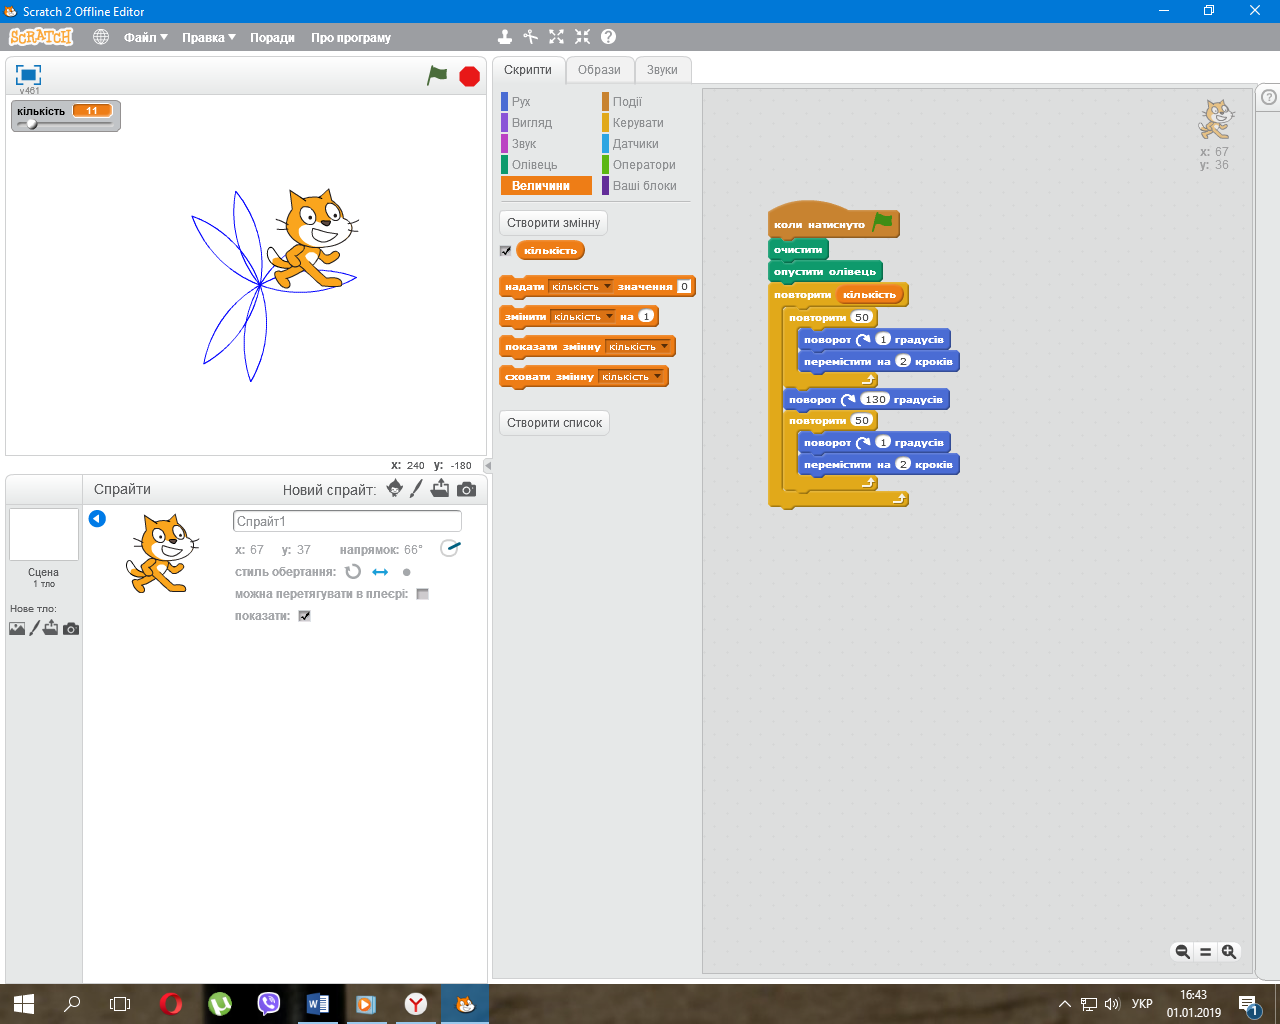 Scratch 2 Offline Editor
SCRATCH Файл Правка Поради Про програму
v461
кількість 11
x: 240 y: -180
Спрайти Новий спрайт:
Сцена
1 тло
Нове тло:
Спрайт1
x: 67 y: 37 напрямок: 66°
стиль обертання:
можна перетягувати в плеєрі:
показати:
Скрипти Образи Звуки
Рух Події
Вигляд Керувати
Звук Датчики
Олівець Оператори
Величини Ваші блоки
Створити змінну
кількість
надати кількість значення 0
змінити кількість на 1
показати змінну кількість
сховати змінну кількість
Створити список
x: 67
y: 36
коли натиснуто
очистити
опустити олівець
повторити кількість
повторити 50
поворот 1 градусів
перемістити на 2 кроків
поворот 130 градусів
повторити 50
поворот 1 градусів
перемістити на 2 кроків
УКР
16:43
01.01.2019
1